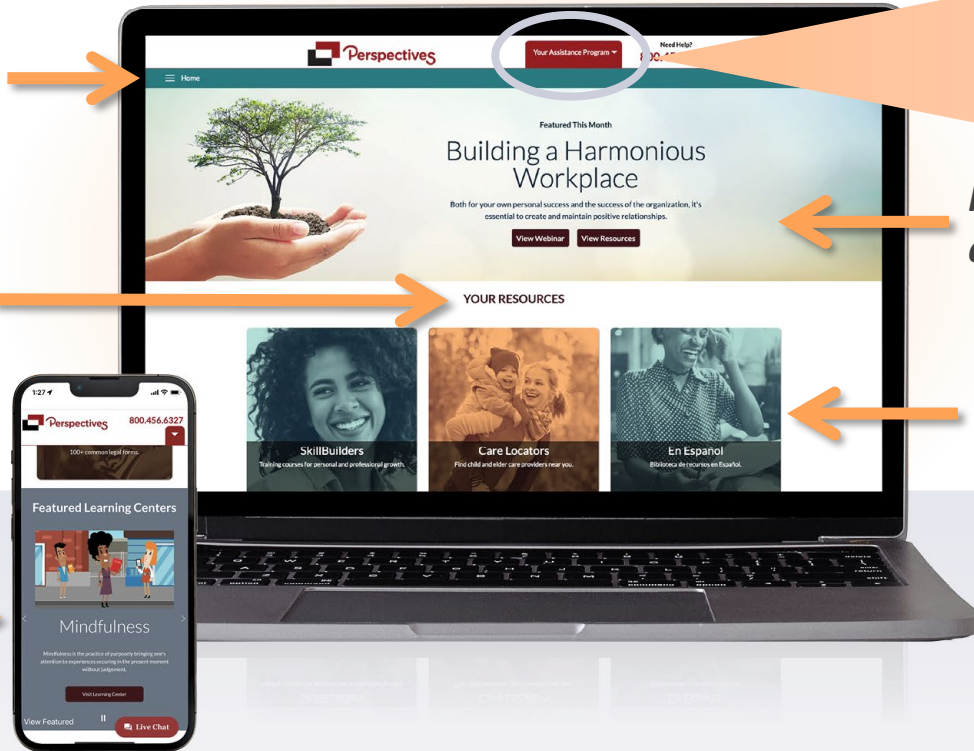 Perspectives
Your Assistance Program
Need Help?
Home
Featured This Month
Building a Harmonious
Workplace
Both for your own personal success and the success of the organization, it's
essential to create and maintain positive relationships.
View Webinar View Resources
YOUR RESOURCES
SkillBuilders
Training courses for personal and professional growth.
Care Locators
Find child and elder care providers near you.
En Español
Biblioteca de recursos en Español.
1:27
Perspectives 800.456.6327
100+ common legal forms.
Featured Learning Centers
Mindfulness
Mindfulness is the practice of purposely bringing one's
attention to experiences occuring in the present moment
without judgement.
Visit Learning Center
View Featured
Live Chat